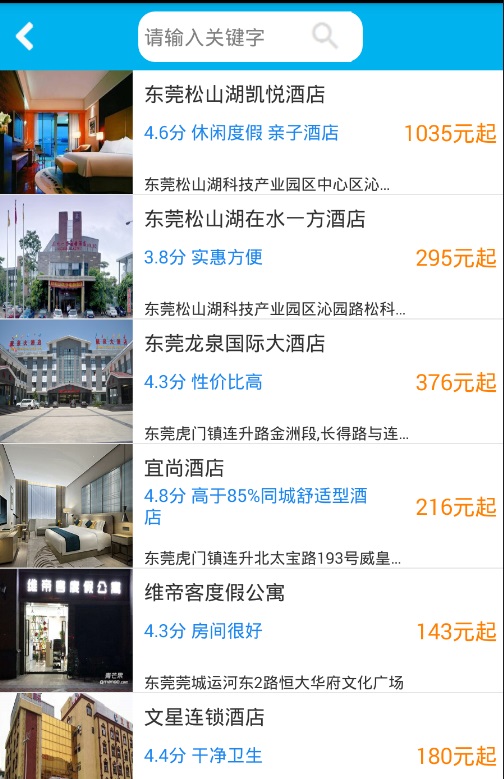 请输入关键字
东莞松山湖凯悦酒店
4.6分 休闲度假 亲子酒店
1035元起
东莞松山湖科技产业园区中心区沁...
东莞松山湖在水一方酒店
3.8分 实惠方便
295元起
东莞松山湖科技产业园区沁园路松科...
东莞龙泉国际大酒店
4.3分 性价比高
376元起
东莞虎门镇连升路金洲段,长得路与连...
宜尚酒店
4.8分 高于85%同城舒适型酒
店
216元起
东莞虎门镇连升北太宝路193号威皇...
维帝客度假公寓
维帝客度假公寓
4.3分 房间很好
143元起
东莞莞城运河东2路恒大华府文化广场
文星连锁酒店
4.4分 干净卫生
180元起